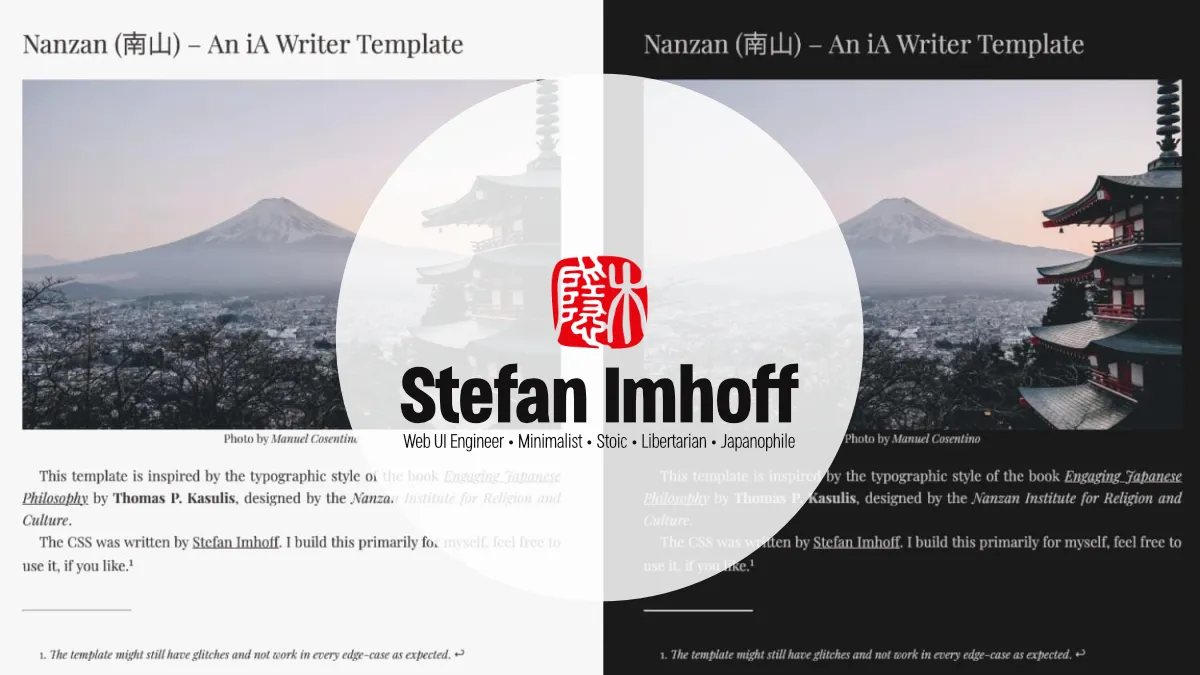 Nanzan (南山) – An iA Writer Template
Photo by Manuel Cosentino
This template is inspired by the typographic style of the book Engaging Japanese
Philosophy by Thomas P. Kasulis, designed by the Nanzan Institute for Religion and
Culture.
The CSS was written by Stefan Imhoff. I build this primarily for myself, feel free to
use it, if you like.¹
1. The template might still have glitches and not work in every edge-case as expected. ↩
Nanzan (南山) – An iA Writer Template
Photo by Manuel Cosentino
This template is inspired by the typographic style of the book Engaging Japanese
Philosophy by Thomas P. Kasulis, designed by the Nanzan Institute for Religion and
Culture.
The CSS was written by Stefan Imhoff. I build this primarily for myself, feel free to
use it, if you like.¹
1. The template might still have glitches and not work in every edge-case as expected. ↩
隠木
Stefan Imhoff
Web UI Engineer • Minimalist • Stoic • Libertarian • Japanophile